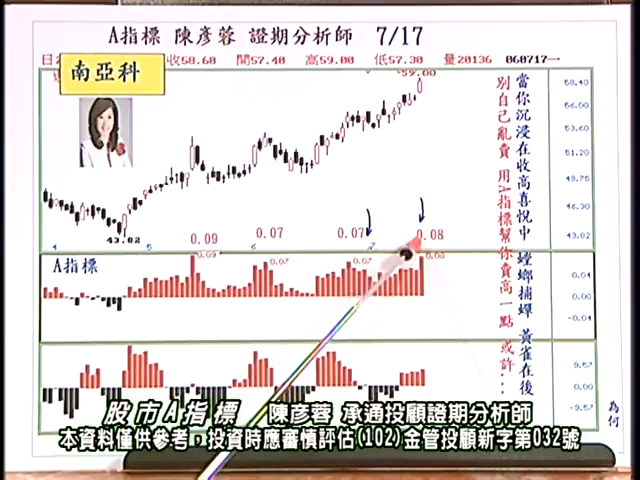 A指標 陳彥蓉 證期分析師 7/17
收58.60 開57.40 高59.00 低57.30 量20136 060717
南亞科
59.00
58.40
56.00
53.60
51.20
48.75
46.30
43.82
43.82
4 5 6 7
0.09 0.07 0.07 0.08
當你沉浸在收高喜悅中 螳螂捕蟬 黃雀在後
別自己亂賣 用A指標幫你賣高一點 或許...
為何
A指標
0.09 0.07 0.07 0.08
0.04
0.00
-0.04
9.57
0.00
-9.57
股市A指標 陳彥蓉 承通投顧證期分析師
本資料僅供參考，投資時應審慎評估(102)金管投顧新字第032號